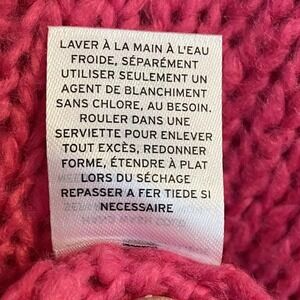 LAVER À LA MAIN À L'EAU
FROIDE, SÉPARÉMENT
UTILISER SEULEMENT UN
AGENT DE BLANCHIMENT
SANS CHLORE, AU BESOIN.
ROULER DANS UNE
SERVIETTE POUR ENLEVER
TOUT EXCÈS, REDONNER
FORME, ÉTENDRE À PLAT
LORS DU SÉCHAGE
REPASSER A FER TIEDE SI
NECESSAIRE